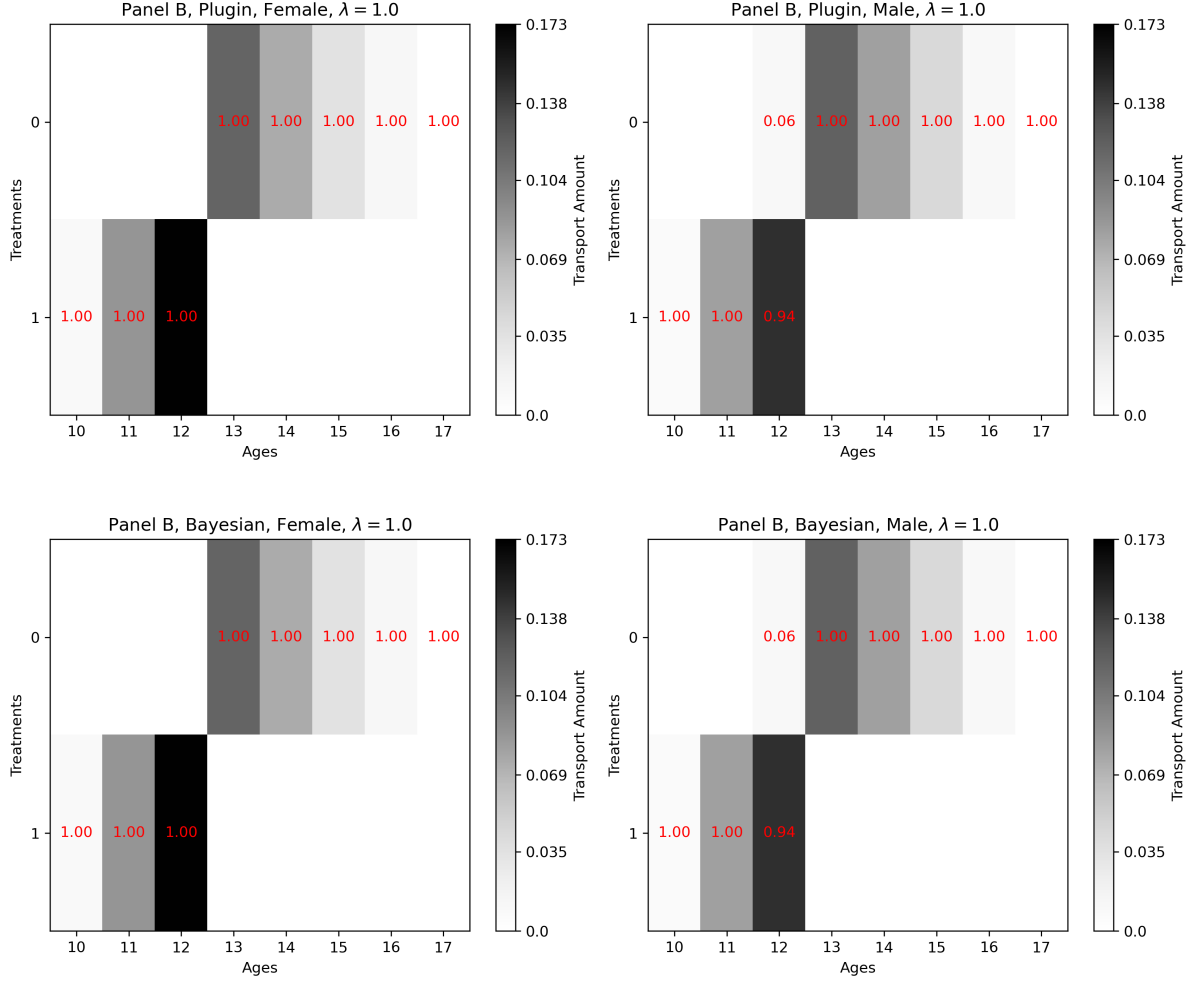 Panel B, Plugin, Female, λ = 1.0
Treatments
0
1
1.00 1.00 1.00 1.00 1.00
1.00 1.00 1.00
10 11 12 13 14 15 16 17
Ages
0.173
0.138
0.104
0.069
0.035
0.0
Transport Amount
Panel B, Plugin, Male, λ = 1.0
Treatments
0
1
0.06 1.00 1.00 1.00 1.00 1.00
1.00 1.00 0.94
10 11 12 13 14 15 16 17
Ages
0.173
0.138
0.104
0.069
0.035
0.0
Transport Amount
Panel B, Bayesian, Female, λ = 1.0
Treatments
0
1
1.00 1.00 1.00 1.00 1.00
1.00 1.00 1.00
10 11 12 13 14 15 16 17
Ages
0.173
0.138
0.104
0.069
0.035
0.0
Transport Amount
Panel B, Bayesian, Male, λ = 1.0
Treatments
0
1
0.06 1.00 1.00 1.00 1.00 1.00
1.00 1.00 0.94
10 11 12 13 14 15 16 17
Ages
0.173
0.138
0.104
0.069
0.035
0.0
Transport Amount